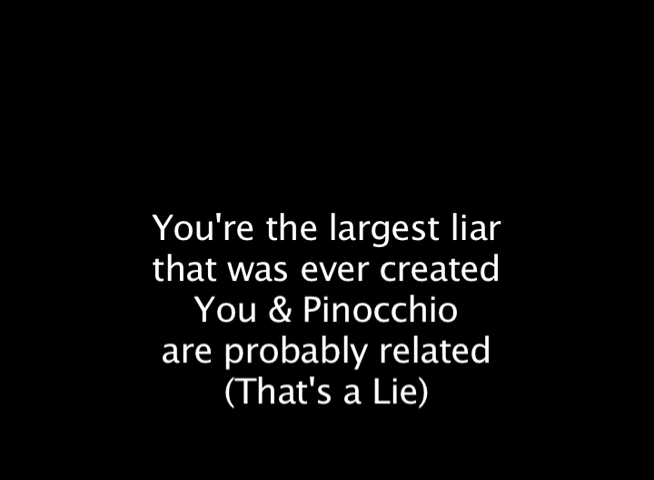 You're the largest liar
that was ever created
You & Pinocchio
are probably related
(That's a Lie)